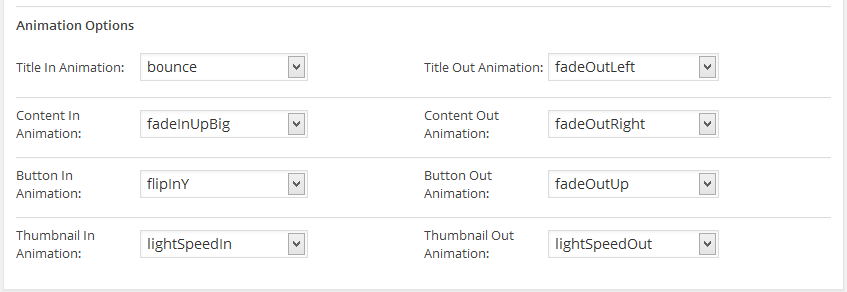 Animation Options
Title In Animation: bounce Title Out Animation: fadeOutLeft
Content In Animation: fadeInUpBig Content Out Animation: fadeOutRight
Button In Animation: flipInY Button Out Animation: fadeOutUp
Thumbnail In Animation: lightSpeedIn Thumbnail Out Animation: lightSpeedOut